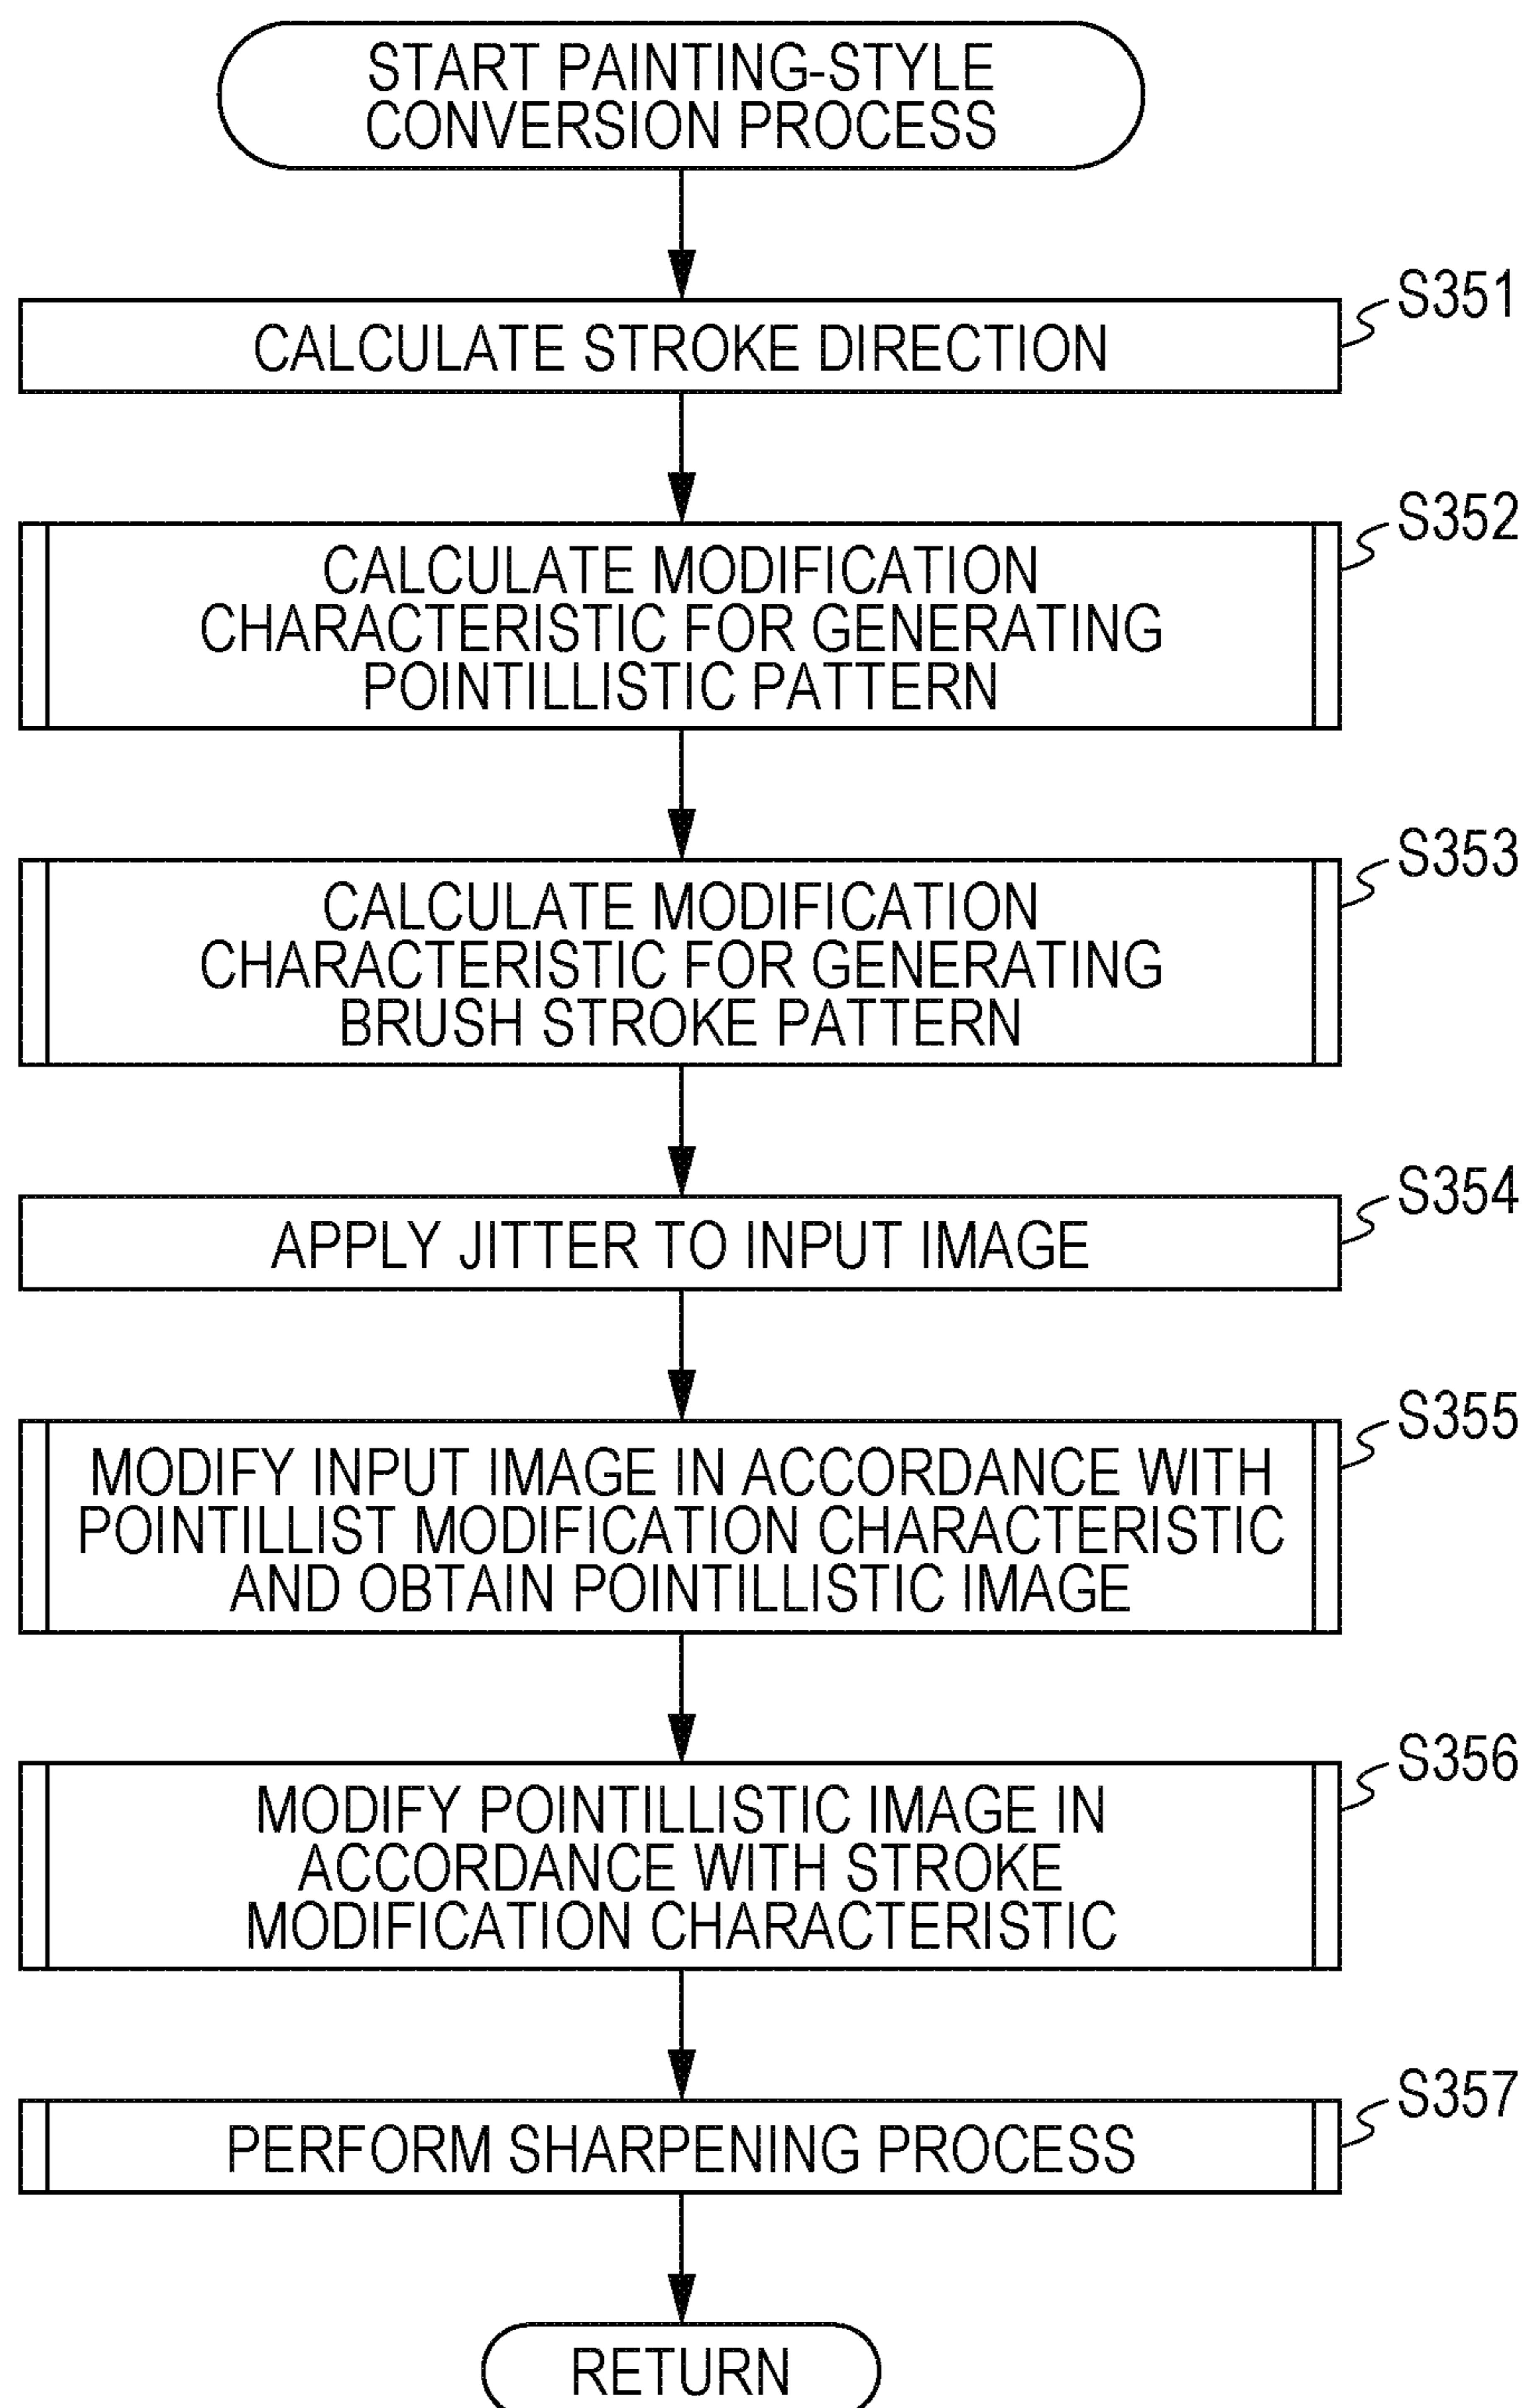 START PAINTING-STYLE
CONVERSION PROCESS
S351
CALCULATE STROKE DIRECTION
S352
CALCULATE MODIFICATION
CHARACTERISTIC FOR GENERATING
POINTILLISTIC PATTERN
S353
CALCULATE MODIFICATION
CHARACTERISTIC FOR GENERATING
BRUSH STROKE PATTERN
S354
APPLY JITTER TO INPUT IMAGE
S355
MODIFY INPUT IMAGE IN ACCORDANCE WITH
POINTILLIST MODIFICATION CHARACTERISTIC
AND OBTAIN POINTILLISTIC IMAGE
S356
MODIFY POINTILLISTIC IMAGE IN
ACCORDANCE WITH STROKE
MODIFICATION CHARACTERISTIC
S357
PERFORM SHARPENING PROCESS
RETURN